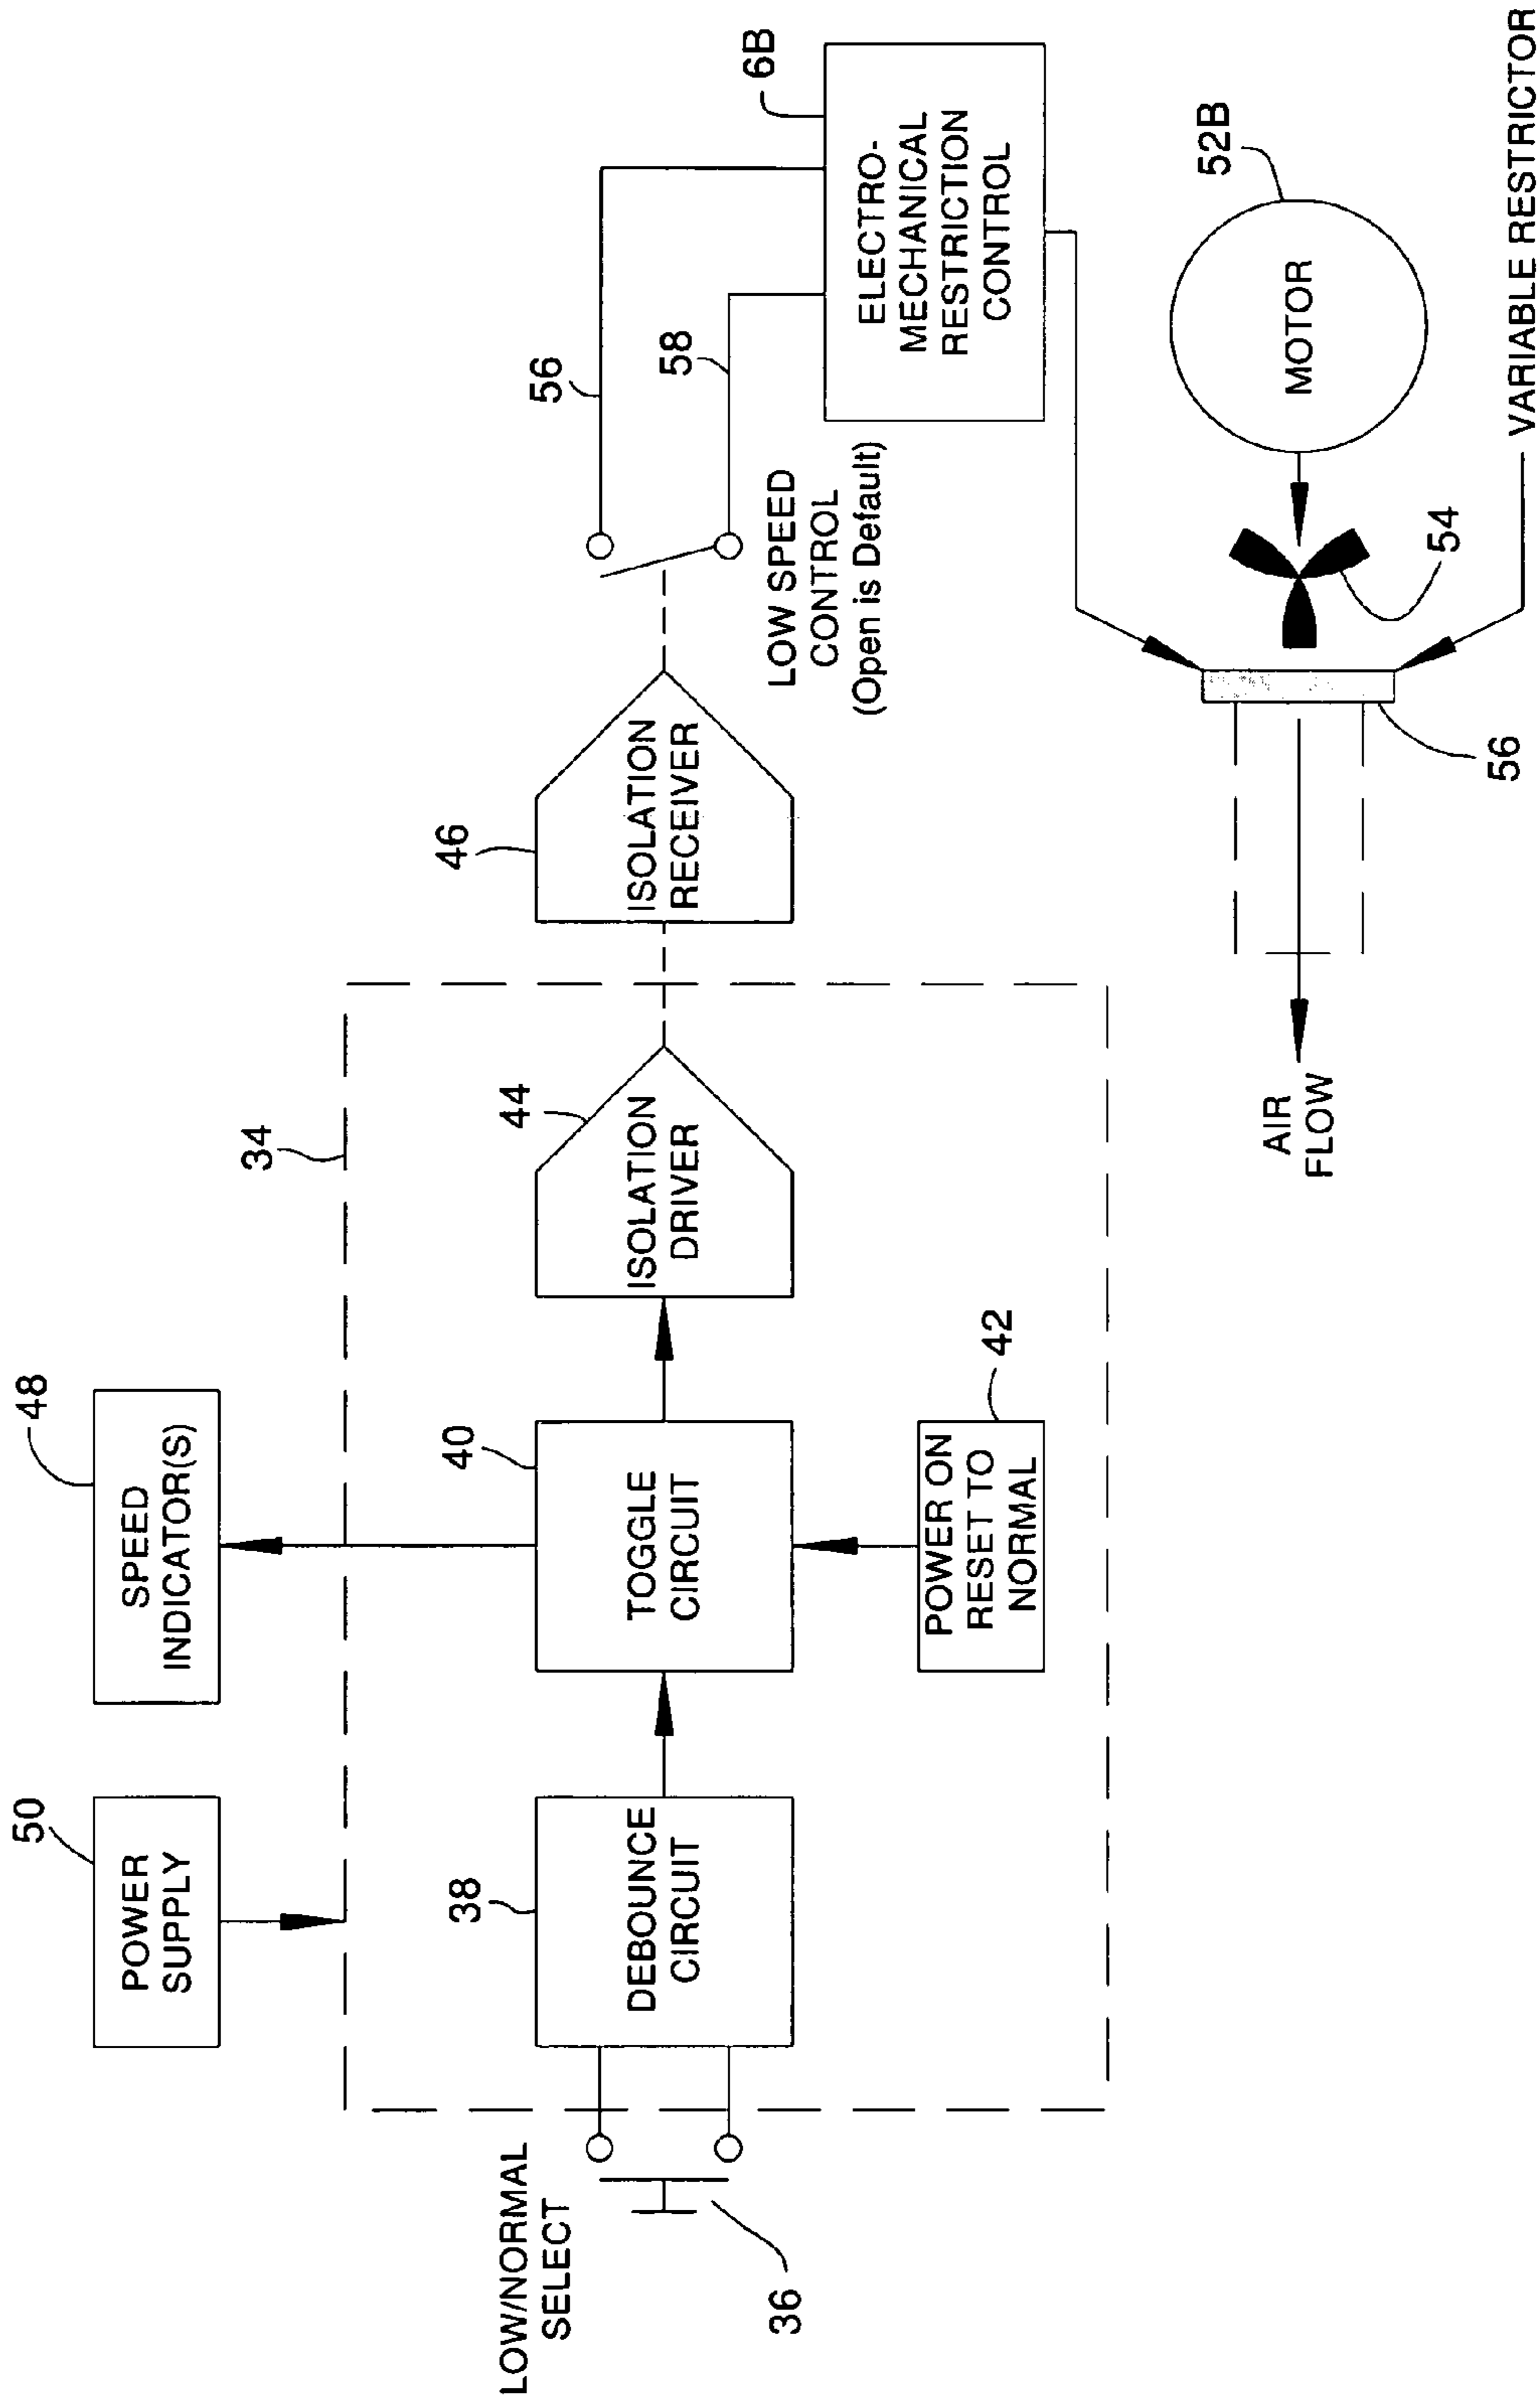 50
POWER
SUPPLY
48
SPEED
INDICATOR(S)
34
LOW/NORMAL
SELECT
36
38
DEBOUNCE
CIRCUIT
40
TOGGLE
CIRCUIT
42
POWER ON
RESET TO
NORMAL
44
ISOLATION
DRIVER
46
ISOLATION
RECEIVER
56
58
LOW SPEED
CONTROL
(Open is Default)
6B
ELECTRO-
MECHANICAL
RESTRICTION
CONTROL
52B
MOTOR
54
56
AIR
FLOW
VARIABLE RESTRICTOR